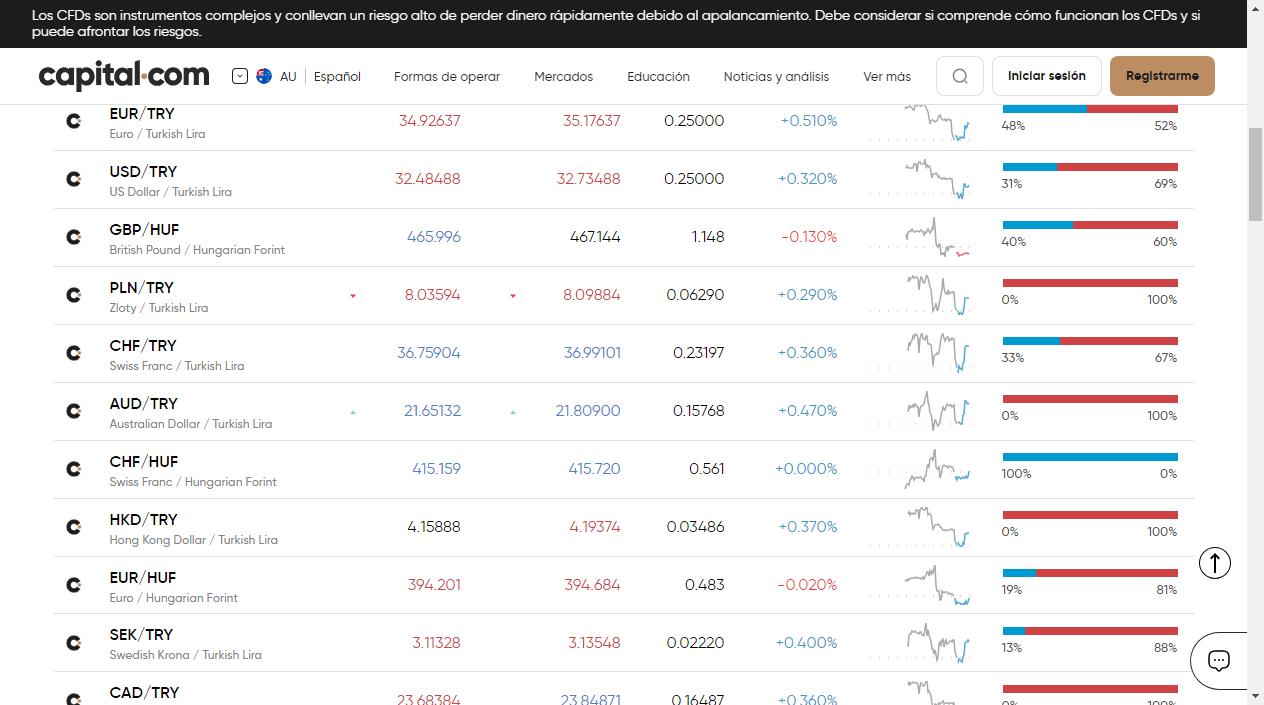 Los CFDs son instrumentos complejos y conllevan un riesgo alto de perder dinero rápidamente debido al apalancamiento. Debe considerar si comprende cómo funcionan los CFDs y si
puede afrontar los riesgos.
capital.com AU Español Formas de operar Mercados Educación Noticias y análisis Ver más Iniciar sesión Registrarme
EUR/TRY 34.92637 35.17637 0.25000 +0.510% 48% 52%
Euro / Turkish Lira
USD/TRY 32.48488 32.73488 0.25000 +0.320% 31% 69%
US Dollar / Turkish Lira
GBP/HUF 465.996 467.144 1.148 -0.130% 40% 60%
British Pound / Hungarian Forint
PLN/TRY 8.03594 8.09884 0.06290 +0.290% 0% 100%
Zloty / Turkish Lira
CHF/TRY 36.75904 36.99101 0.23197 +0.360% 33% 67%
Swiss Franc / Turkish Lira
AUD/TRY 21.65132 21.80900 0.15768 +0.470% 0% 100%
Australian Dollar / Turkish Lira
CHF/HUF 415.159 415.720 0.561 +0.000% 100% 0%
Swiss Franc / Hungarian Forint
HKD/TRY 4.15888 4.19374 0.03486 +0.370% 0% 100%
Hong Kong Dollar / Turkish Lira
EUR/HUF 394.201 394.684 0.483 -0.020% 19% 81%
Euro / Hungarian Forint
SEK/TRY 3.11328 3.13548 0.02220 +0.400% 13% 88%
Swedish Krona / Turkish Lira
CAD/TRY 23.68384 23.84871 0.16487 +0.360% 0% 100%